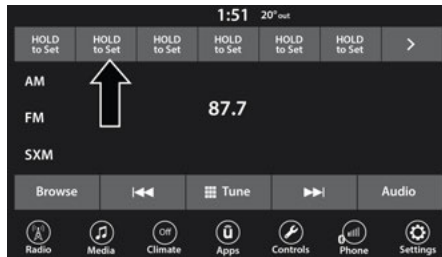 1:51 20°out
HOLD HOLD HOLD HOLD HOLD HOLD
to Set to Set to Set to Set to Set to Set
AM
87.7
FM
SXM
Browse Tune Audio
Off ū
Radio Media Climate Apps Controls Phone Settings